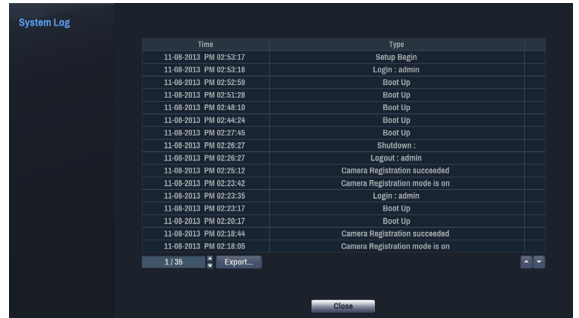 System Log
Time Type
11-08-2013 PM 02:53:17 Setup Begin
11-08-2013 PM 02:53:16 Login : admin
11-08-2013 PM 02:52:59 Boot Up
11-08-2013 PM 02:51:28 Boot Up
11-08-2013 PM 02:48:10 Boot Up
11-08-2013 PM 02:44:24 Boot Up
11-08-2013 PM 02:27:45 Boot Up
11-08-2013 PM 02:26:27 Shutdown :
11-08-2013 PM 02:26:27 Logout : admin
11-08-2013 PM 02:25:12 Camera Registration succeeded
11-08-2013 PM 02:23:42 Camera Registration mode is on
11-08-2013 PM 02:23:35 Login : admin
11-08-2013 PM 02:23:17 Boot Up
11-08-2013 PM 02:20:17 Boot Up
11-08-2013 PM 02:18:44 Camera Registration succeeded
11-08-2013 PM 02:18:05 Camera Registration mode is on
1 / 35 Export...
Close